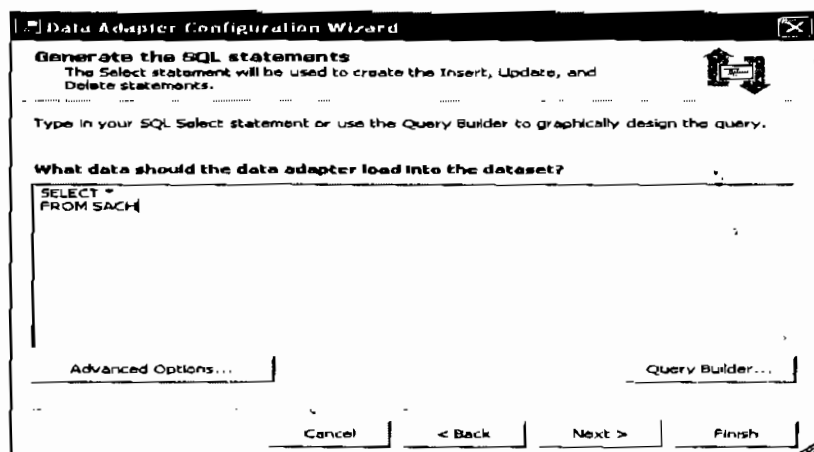 Data Adapter Configuration Wizard
Generate the SQL statements
The Select statement will be used to create the Insert, Update, and
Delete statements.
Type in your SQL Select statement or use the Query Builder to graphically design the query.
What data should the data adapter load into the dataset?
SELECT *
FROM SACH
Advanced Options... Query Builder...
Cancel < Back Next > Finish